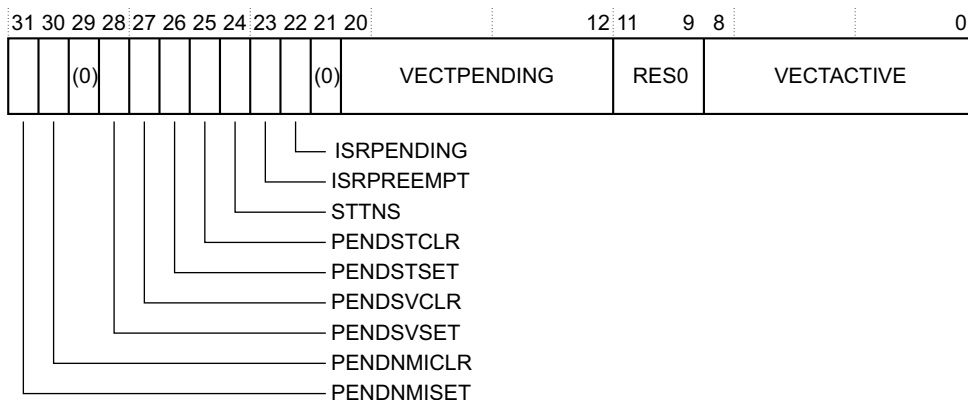 31 30 29 28 27 26 25 24 23 22 21 20 12 11 9 8 0
(0) (0) VECTPENDING RES0 VECTACTIVE
ISRPENDING
ISRPREEMPT
STTNS
PENDSTCLR
PENDSTSET
PENDSVCLR
PENDSVSET
PENDNMICLR
PENDNMISET